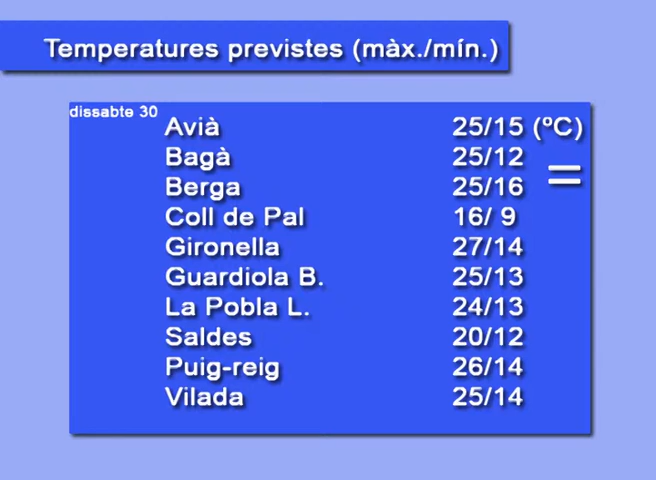 Temperatures previstes (màx./mín.)
dissabte 30
Avià 25/15 (ºC)
Bagà 25/12
=
Berga 25/16
Coll de Pal 16/ 9
Gironella 27/14
Guardiola B. 25/13
La Pobla L. 24/13
Saldes 20/12
Puig-reig 26/14
Vilada 25/14